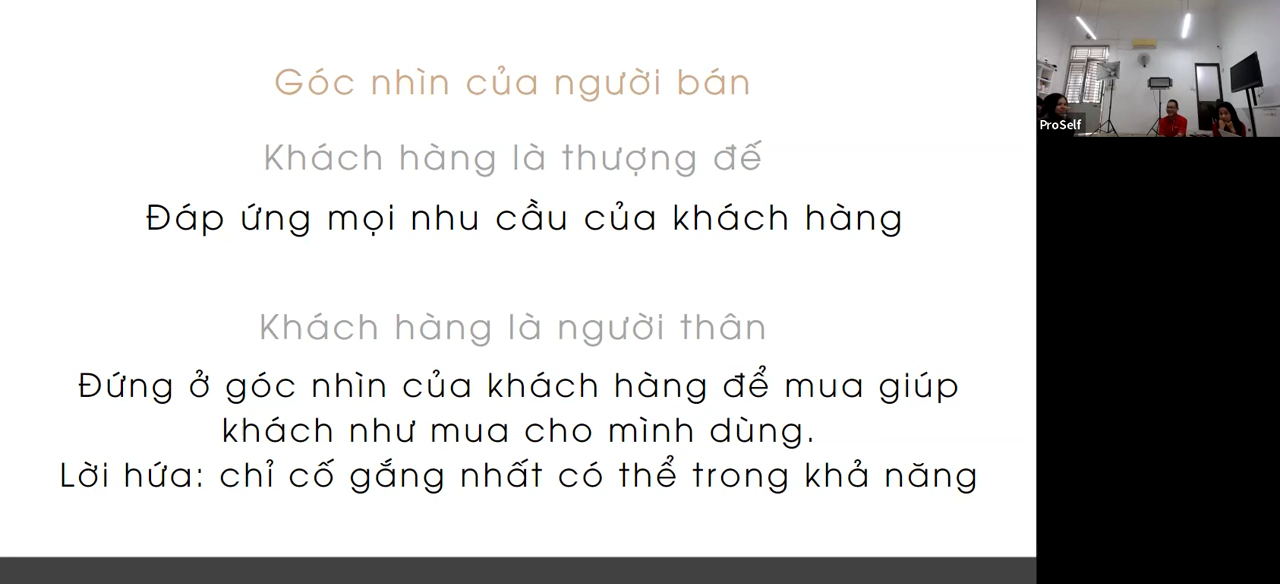 Góc nhìn của người bán
Khách hàng là thượng đế
Đáp ứng mọi nhu cầu của khách hàng
Khách hàng là người thân
Đứng ở góc nhìn của khách hàng để mua giúp
khách như mua cho mình dùng.
Lời hứa: chỉ cố gắng nhất có thể trong khả năng
ProSelf